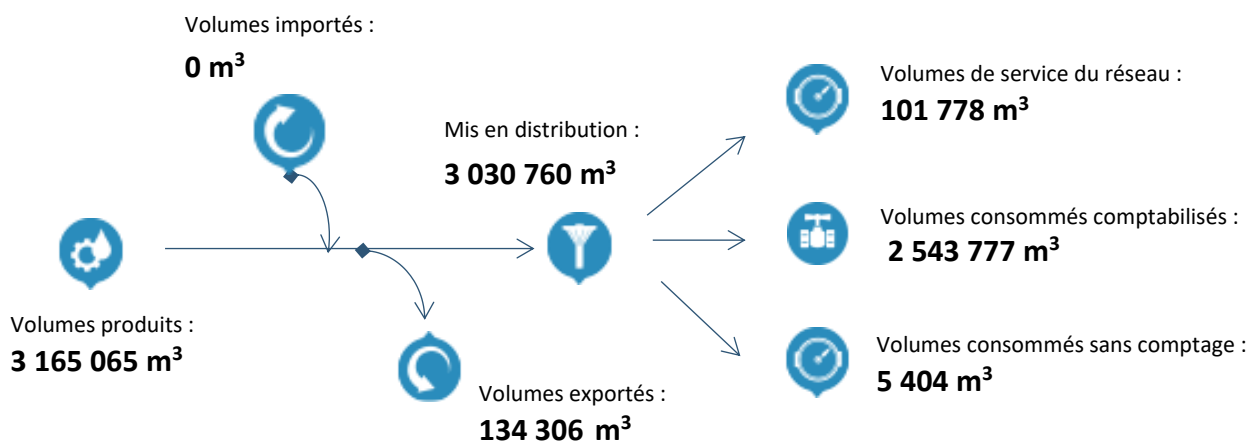 Volumes importés :
0 m³
Volumes de service du réseau :
101 778 m³
Mis en distribution :
3 030 760 m³
Volumes consommés comptabilisés :
2 543 777 m³
Volumes produits :
3 165 065 m³
Volumes consommés sans comptage :
5 404 m³
Volumes exportés :
134 306 m³